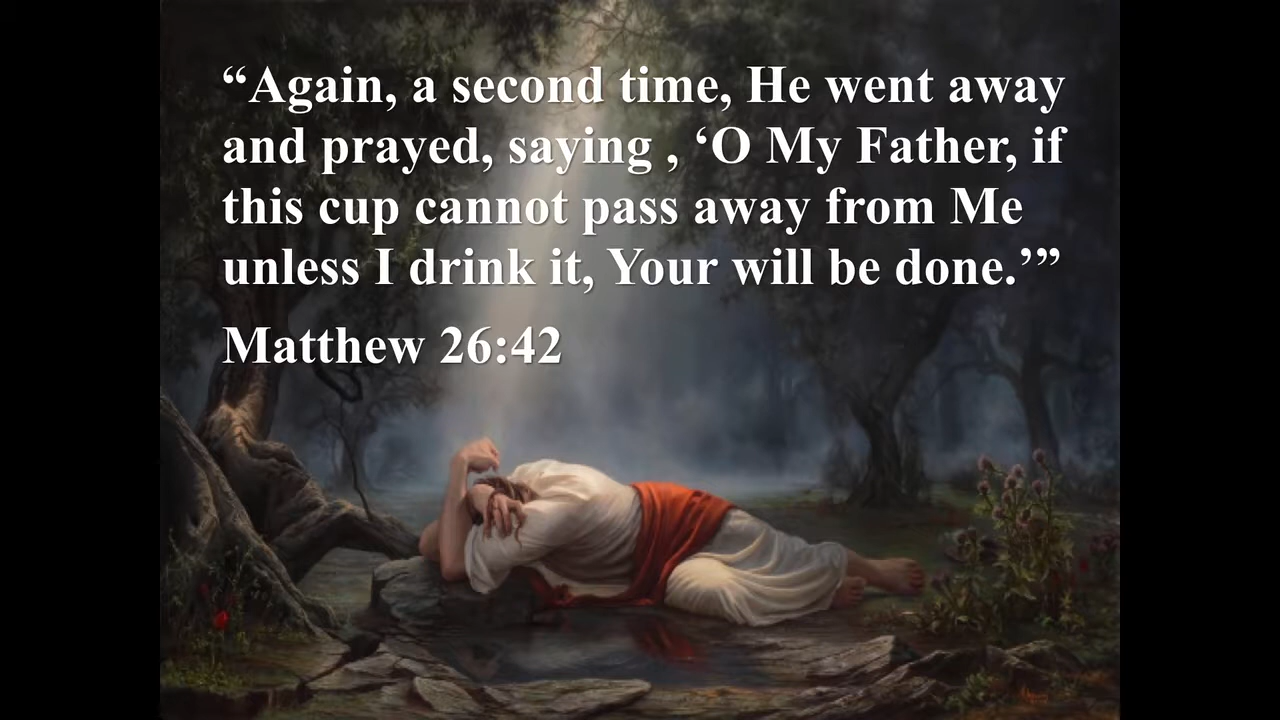 “Again, a second time, He went away
and prayed, saying , ‘O My Father, if
this cup cannot pass away from Me
unless I drink it, Your will be done.’”
Matthew 26:42